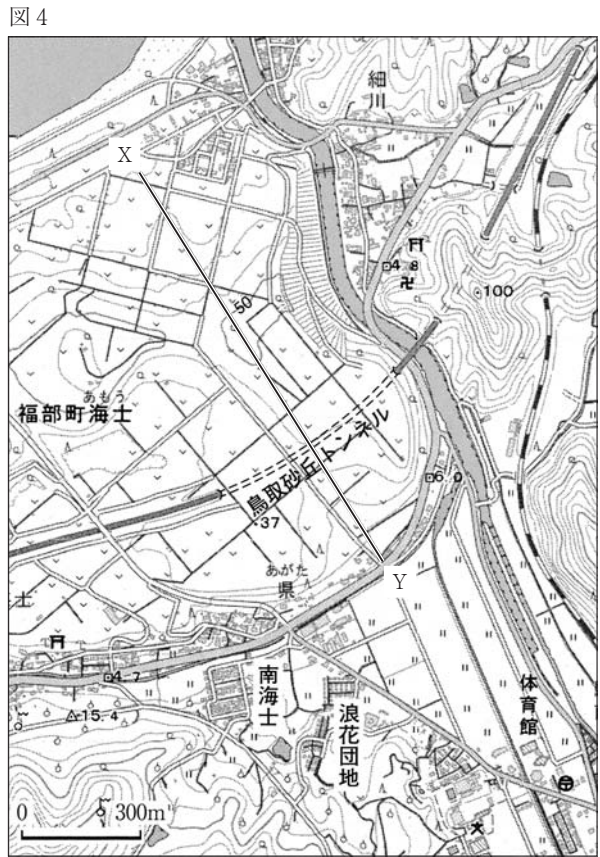 図4
細川
X
4.8
100
50
あもう
福部町海士
鳥取砂丘トンネル
6.0
37
あがた
県
Y
士
4.7
南海士
体育館
15.4
浪花団地
0 300m